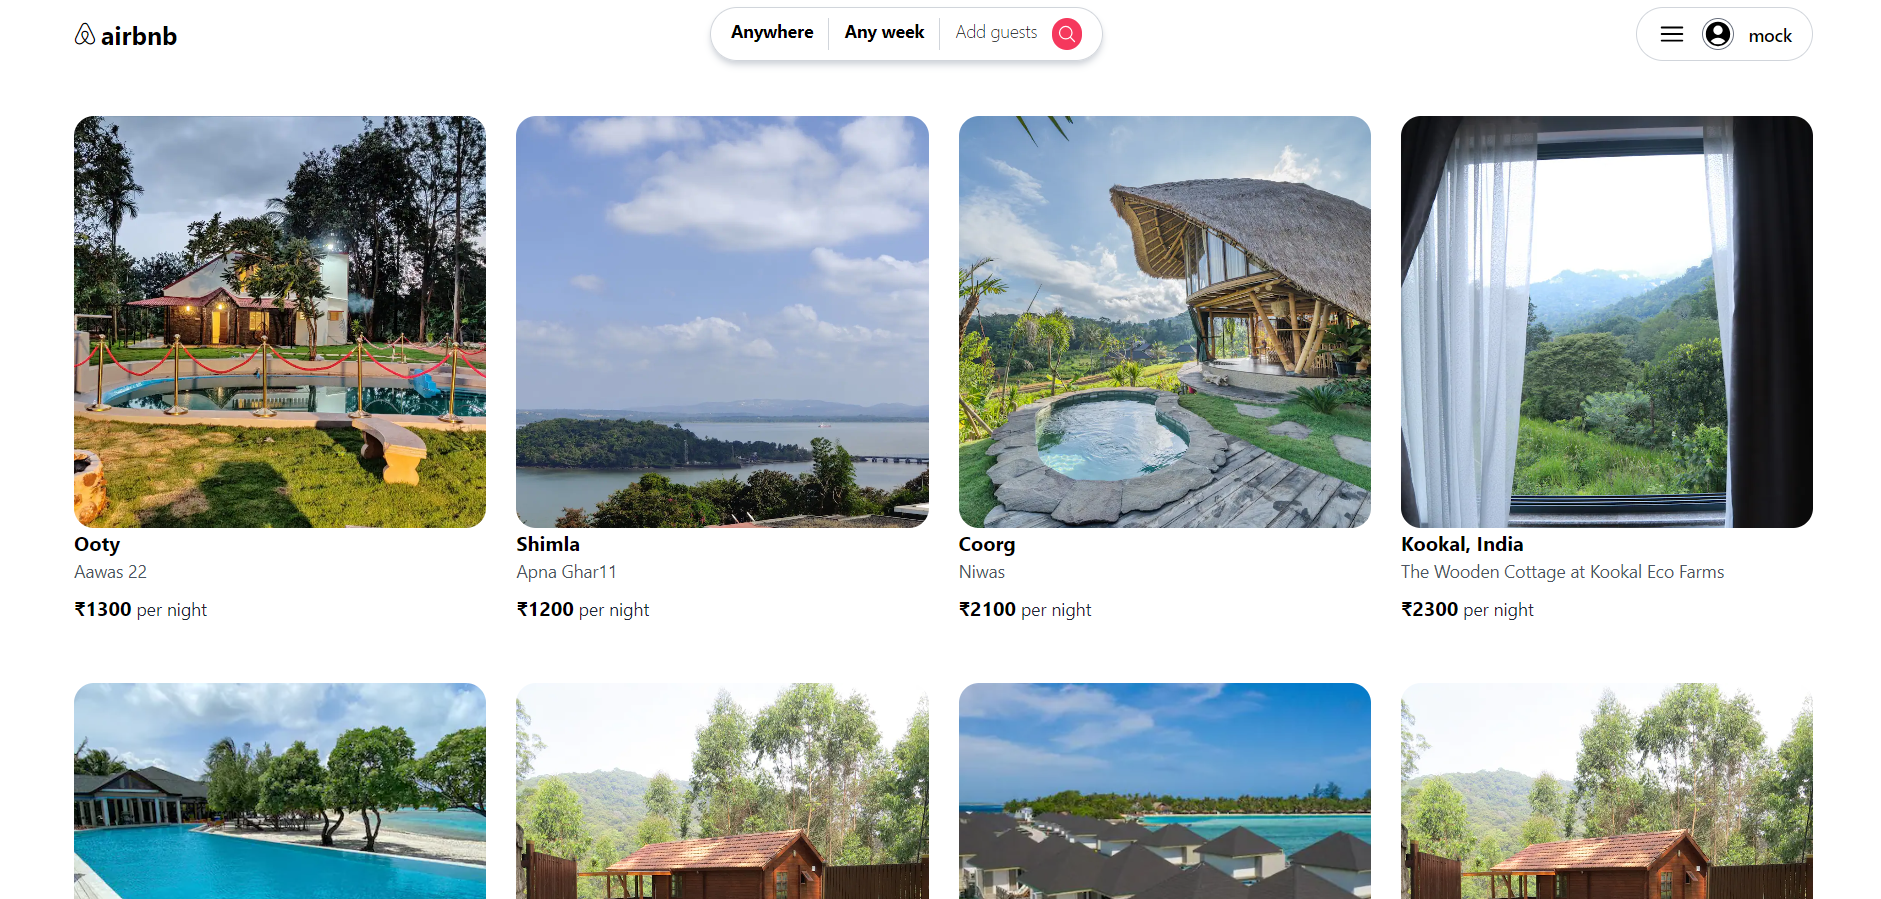 airbnb
Anywhere
Any week
Add guests
mock
Ooty
Aawas 22
₹1300 per night
Shimla
Apna Ghar11
₹1200 per night
Coorg
Niwas
₹2100 per night
Kookal, India
The Wooden Cottage at Kookal Eco Farms
₹2300 per night